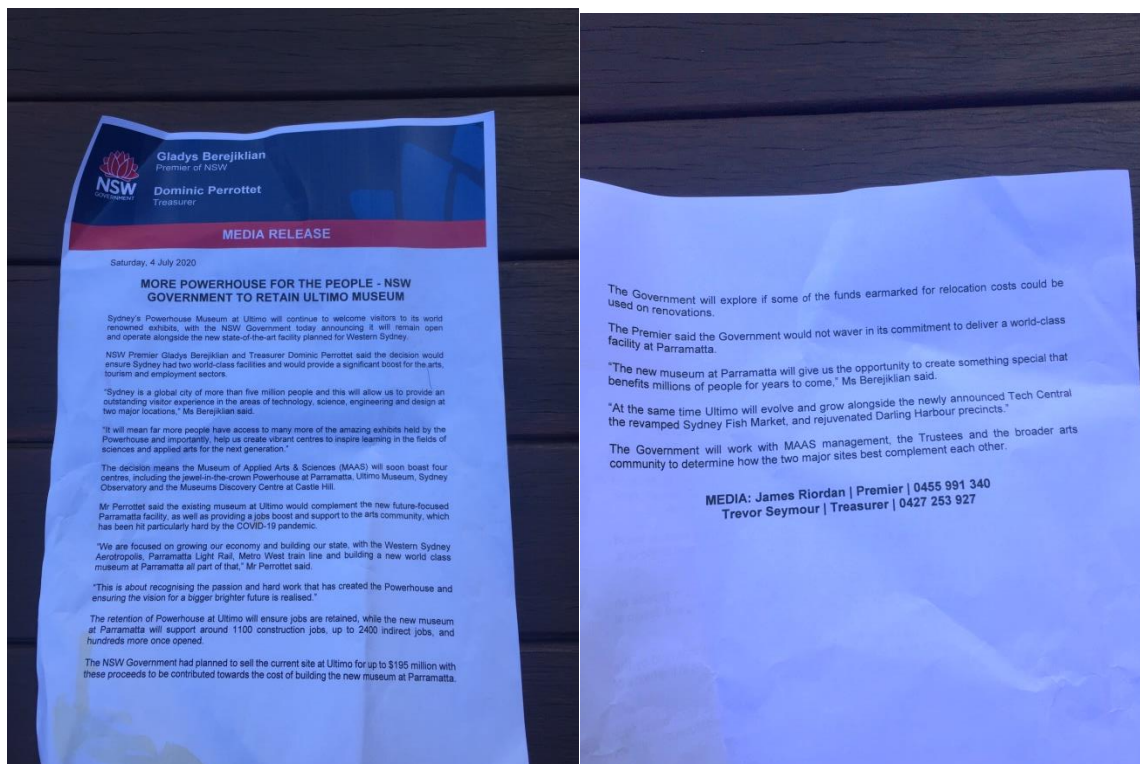 NSW
GOVERNMENT
Gladys Berejiklian
Premier of NSW
Dominic Perrottet
Treasurer
MEDIA RELEASE
Saturday, 4 July 2020
MORE POWERHOUSE FOR THE PEOPLE - NSW
GOVERNMENT TO RETAIN ULTIMO MUSEUM
Sydney's Powerhouse Museum at Ultimo will continue to welcome visitors to its world
renowned exhibits, with the NSW Government today announcing it will remain open
and operate alongside the new state-of-the-art facility planned for Western Sydney.
NSW Premier Gladys Berejiklian and Treasurer Dominic Perrottet said the decision would
ensure Sydney had two world-class facilities and would provide a significant boost for the arts,
tourism and employment sectors.
"Sydney is a global city of more than five million people and this will allow us to provide an
outstanding visitor experience in the areas of technology, science, engineering and design at
two major locations," Ms Berejiklian said.
"It will mean far more people have access to many more of the amazing exhibits held by the
Powerhouse and importantly, help us create vibrant centres to inspire learning in the fields of
sciences and applied arts for the next generation."
The decision means the Museum of Applied Arts & Sciences (MAAS) will soon boast four
centres, including the jewel-in-the-crown Powerhouse at Parramatta, Ultimo Museum, Sydney
Observatory and the Museums Discovery Centre at Castle Hill.
Mr Perrottet said the existing museum at Ultimo would complement the new future-focused
Parramatta facility, as well as providing a jobs boost and support to the arts community, which
has been hit particularly hard by the COVID-19 pandemic.
"We are focused on growing our economy and building our state, with the Western Sydney
Aerotropolis, Parramatta Light Rail, Metro West train line and building a new world class
museum at Parramatta all part of that," Mr Perrottet said.
"This is about recognising the passion and hard work that has created the Powerhouse and
ensuring the vision for a bigger brighter future is realised."
The retention of Powerhouse at Ultimo will ensure jobs are retained, while the new museum
at Parramatta will support around 1100 construction jobs, up to 2400 indirect jobs, and
hundreds more once opened.
The NSW Government had planned to sell the current site at Ultimo for up to $195 million with
these proceeds to be contributed towards the cost of building the new museum at Parramatta.
The Government will explore if some of the funds earmarked for relocation costs could be
used on renovations.
The Premier said the Government would not waver in its commitment to deliver a world-class
facility at Parramatta.
"The new museum at Parramatta will give us the opportunity to create something special that
benefits millions of people for years to come," Ms Berejiklian said.
"At the same time Ultimo will evolve and grow alongside the newly announced Tech Central
the revamped Sydney Fish Market, and rejuvenated Darling Harbour precincts."
The Government will work with MAAS management, the Trustees and the broader arts
community to determine how the two major sites best complement each other.
MEDIA: James Riordan | Premier | 0455 991 340
Trevor Seymour | Treasurer | 0427 253 927